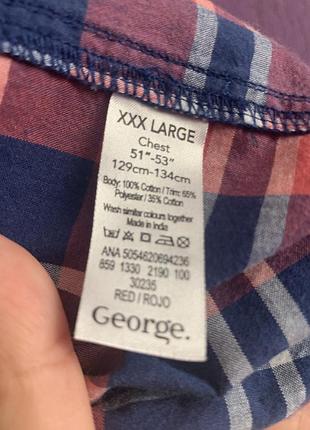 XXX LARGE
Chest
51"-53"
129cm-134cm
Body: 100% Cotton / Trim: 65%
Polyester / 35% Cotton
Wash similar colours together
Made in India
ANA 5054620694236
859 1330 2190 100
30235
RED / ROJO
George.